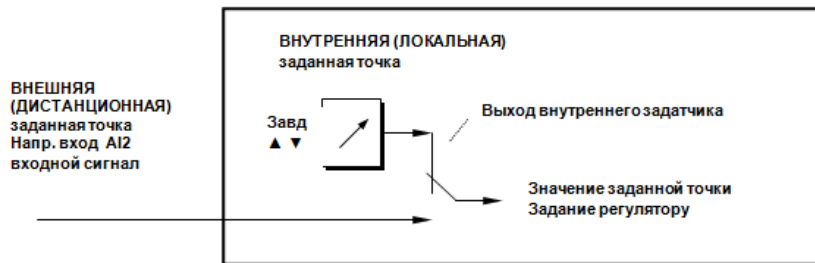 ВНУТРЕННЯЯ (ЛОКАЛЬНАЯ)
заданная точка
ВНЕШНЯЯ
(ДИСТАНЦИОННАЯ)
заданная точка
Напр. вход AI2
входной сигнал
Завд
▲ ▼
Выход внутреннего задатчика
Значение заданной точки
Задание регулятору